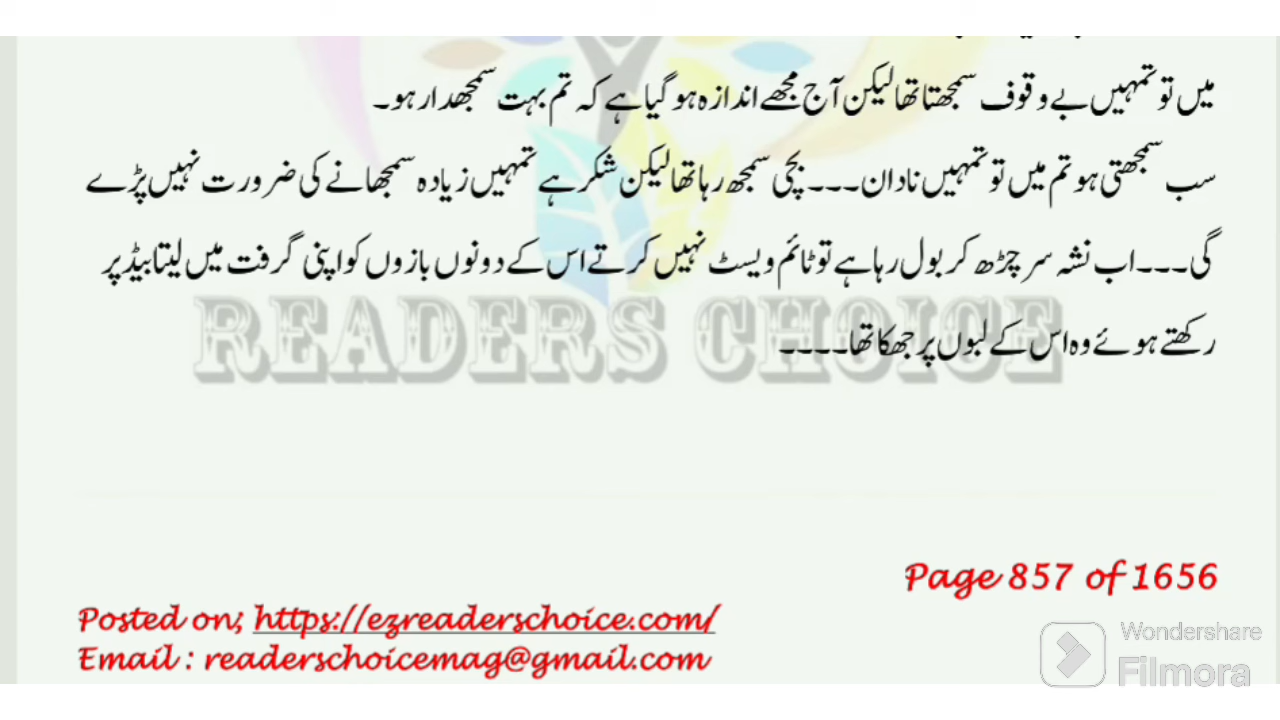 میں تو تمہیں بے وقوف سمجھتا تھا لیکن آج مجھے اندازہ ہو گیا ہے کہ تم بہت سمجھدار ہو۔
سب سمجھتی ہو تم میں تو تمہیں نادان۔۔۔ بچی سمجھ رہا تھا لیکن شکر ہے تمہیں زیادہ سمجھانے کی ضرورت نہیں پڑے
گی۔۔۔ اب نشہ سر چڑھ کر بول رہا ہے تو ٹائم ویسٹ نہیں کرتے اس کے دونوں بازوں کو اپنی گرفت میں لیتا بیڈ پر
رکھتے ہوئے وہ اس کے لبوں پر جھکا تھا۔۔۔۔
READERS CHOICE
Page 857 of 1656
Posted on; https://ezreaderschoice.com/
Email : readerschoicemag@gmail.com
Wondershare
Filmora